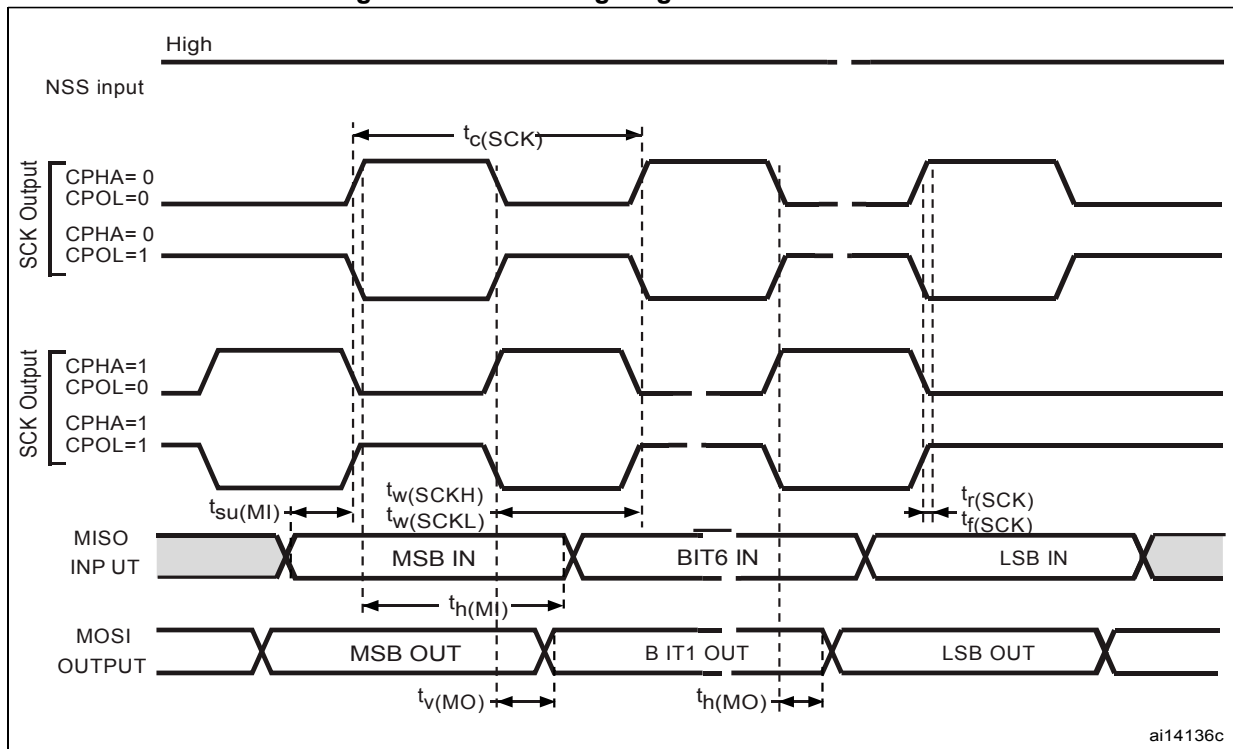 High
NSS input
tc(SCK)
SCK Output
CPHA= 0
CPOL=0
CPHA= 0
CPOL=1
SCK Output
CPHA=1
CPOL=0
CPHA=1
CPOL=1
tsu(MI)
tw(SCKH)
tw(SCKL)
tr(SCK)
tf(SCK)
MISO
INP UT
MSB IN
BIT6 IN
LSB IN
th(MI)
MOSI
OUTPUT
MSB OUT
B IT1 OUT
LSB OUT
tv(MO)
th(MO)
ai14136c